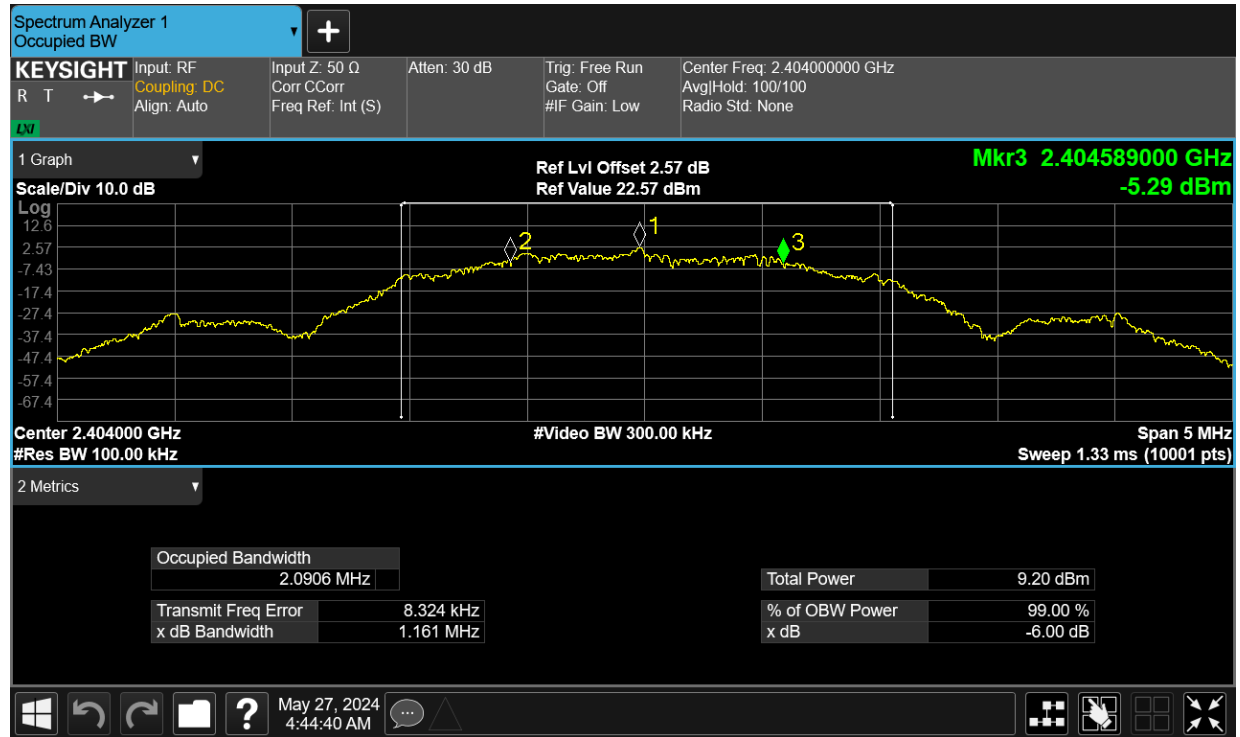 Spectrum Analyzer 1
Occupied BW
KEYSIGHT
R T
LXI
Input: RF
Coupling: DC
Align: Auto
Input Z: 50 Ω
Corr CCorr
Freq Ref: Int (S)
Atten: 30 dB
Trig: Free Run
Gate: Off
#IF Gain: Low
Center Freq: 2.404000000 GHz
Avg|Hold: 100/100
Radio Std: None
1 Graph
Scale/Div 10.0 dB
Ref Lvl Offset 2.57 dB
Ref Value 22.57 dBm
Mkr3 2.404589000 GHz
-5.29 dBm
Log
12.6
2.57
-7.43
-17.4
-27.4
-37.4
-47.4
-57.4
-67.4
2
1
3
Center 2.404000 GHz
#Res BW 100.00 kHz
#Video BW 300.00 kHz
Span 5 MHz
Sweep 1.33 ms (10001 pts)
2 Metrics
Occupied Bandwidth
2.0906 MHz
Transmit Freq Error 8.324 kHz
x dB Bandwidth 1.161 MHz
Total Power 9.20 dBm
% of OBW Power 99.00 %
x dB -6.00 dB
?
May 27, 2024
4:44:40 AM